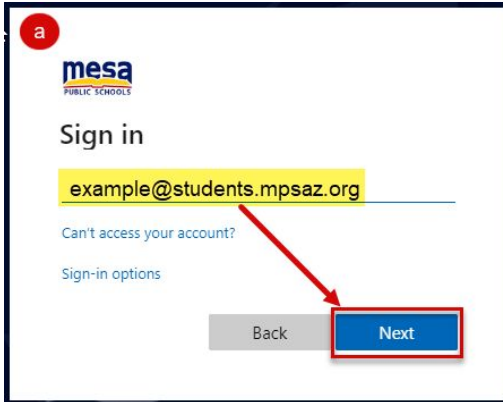 a
mesa
PUBLIC SCHOOLS
Sign in
example@students.mpsaz.org
Can't access your account?
Sign-in options
Back
Next